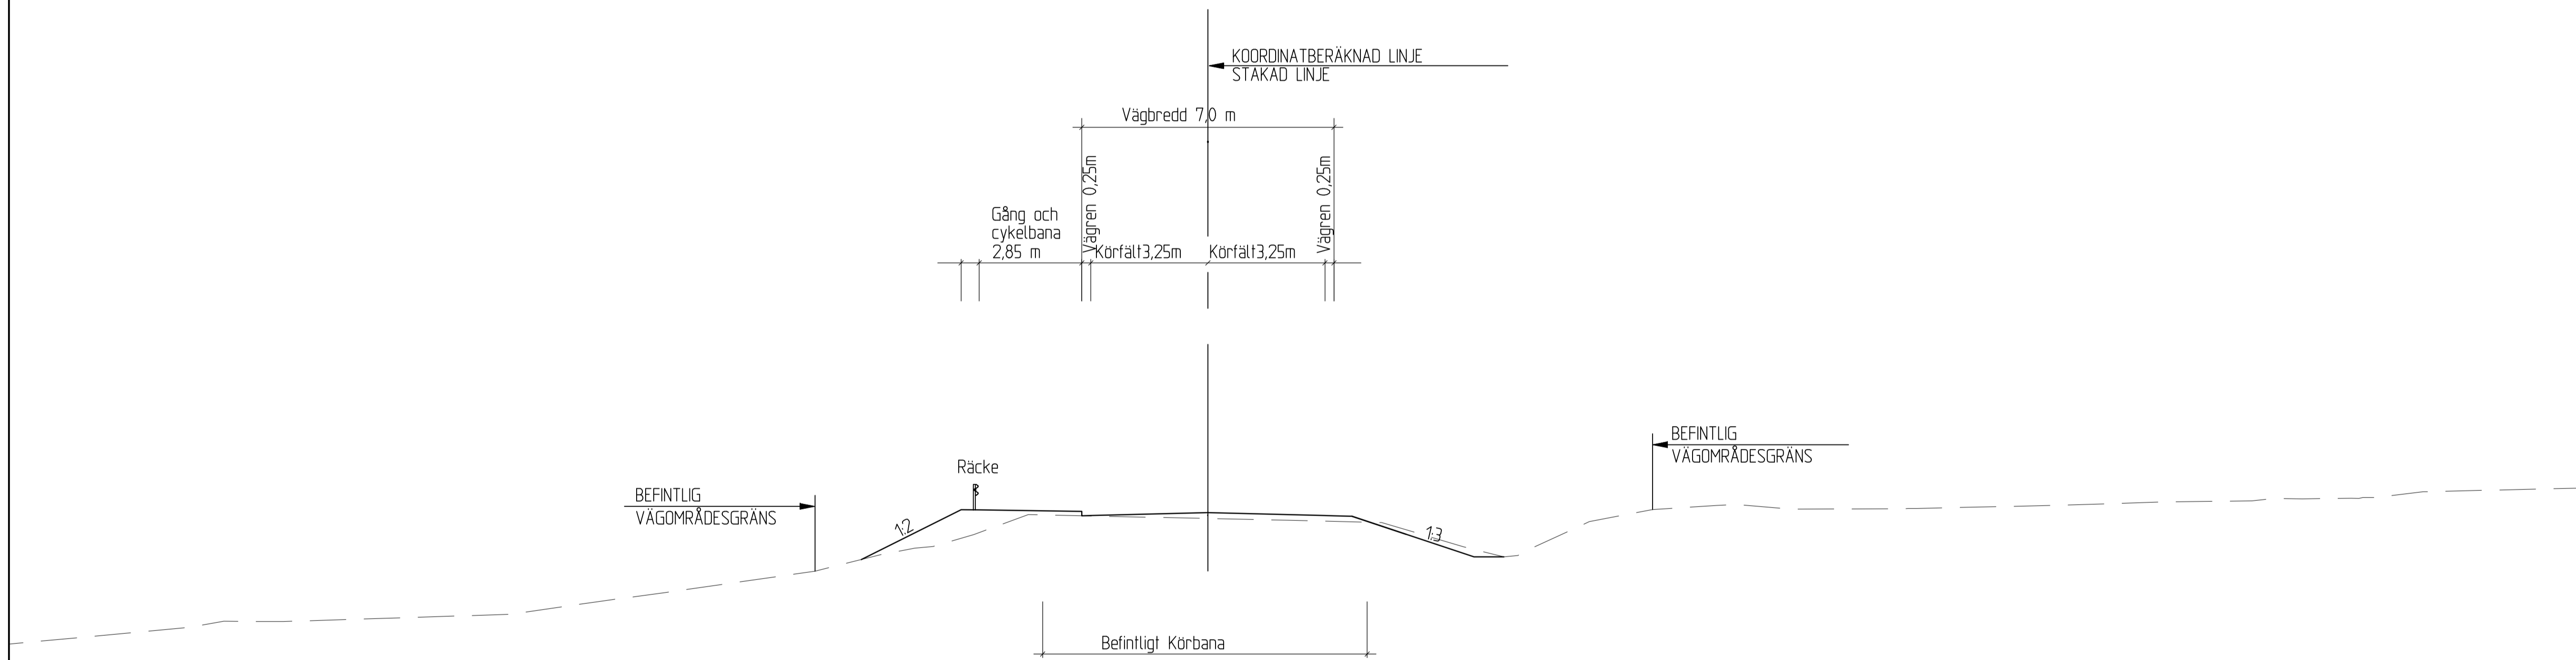 KOORDINATBERÄKNAD LINJE
STAKAD LINJE
Vägbredd 7,0 m
Vägren 0,25m
Vägren 0,25m
Gång och
cykelbana
2,85 m
Körfält3,25m
Körfält3,25m
BEFINTLIG
VÄGOMRÅDESGRÄNS
Räcke
BEFINTLIG
VÄGOMRÅDESGRÄNS
1:2
1:3
Befintligt Körbana